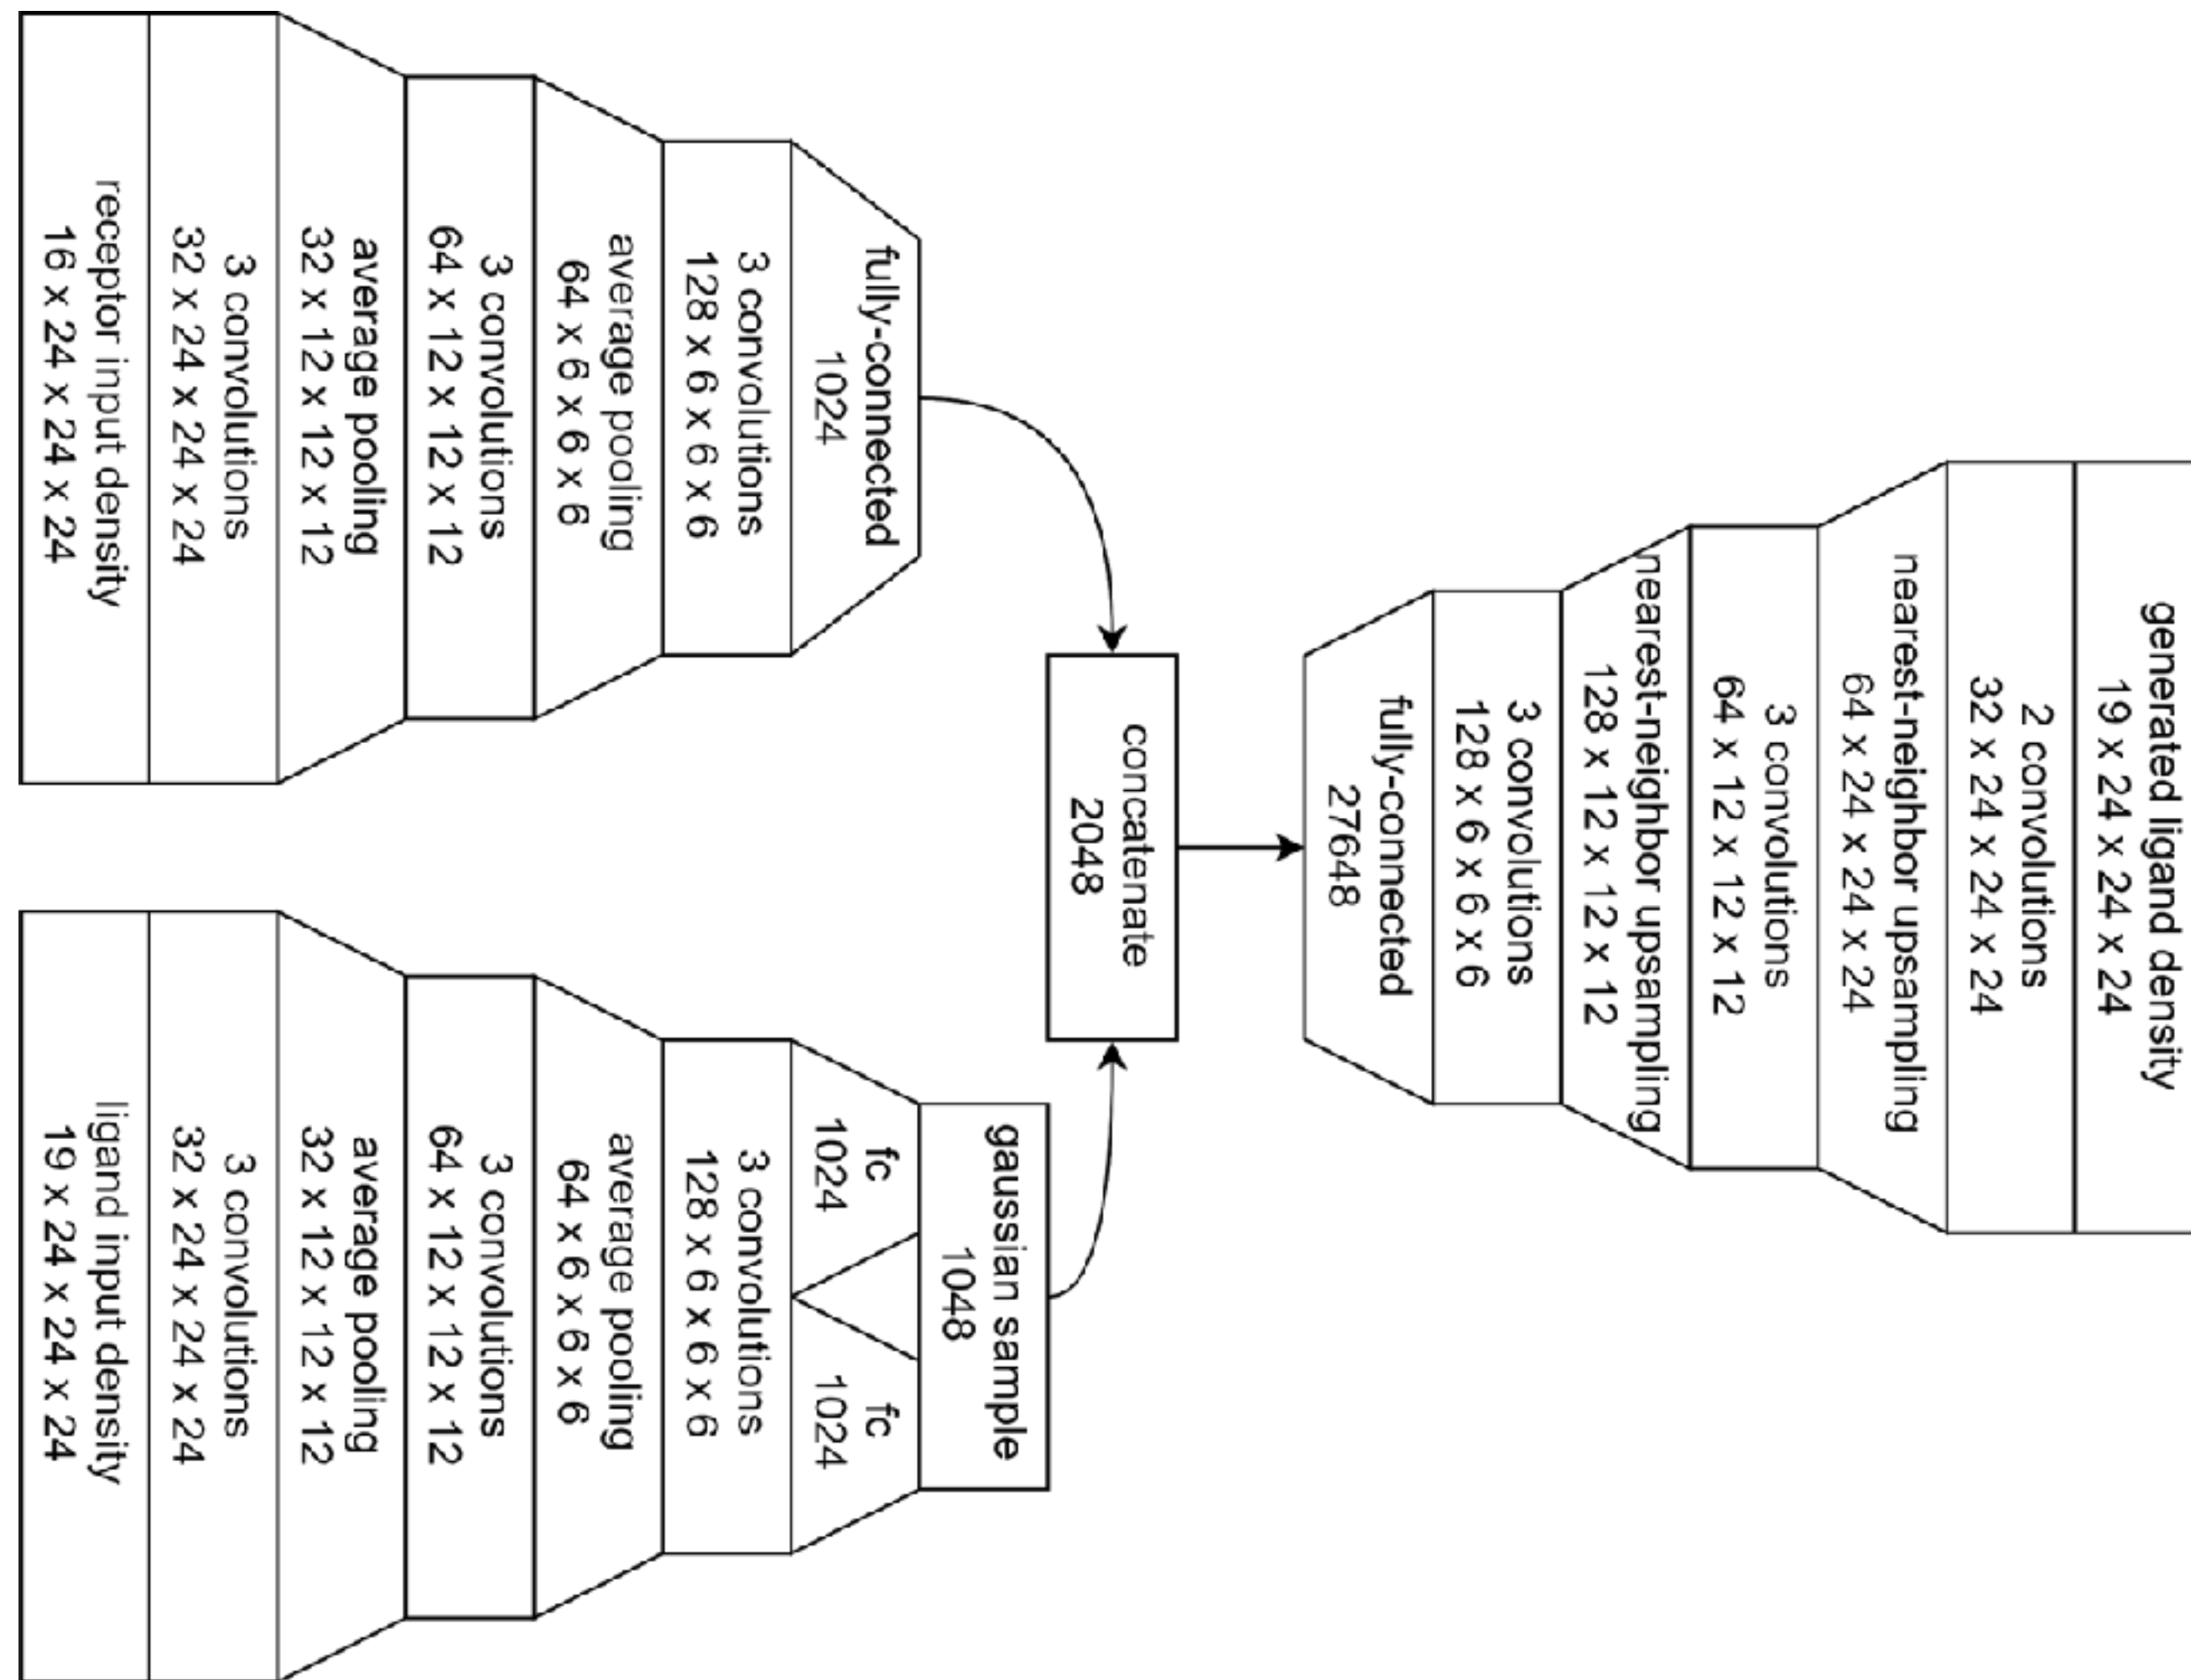 generated ligand density
19 x 24 x 24 x 24
2 convolutions
32 x 24 x 24 x 24
nearest-neighbor upsampling
64 x 24 x 24 x 24
3 convolutions
64 x 12 x 12 x 12
nearest-neighbor upsampling
128 x 12 x 12 x 12
3 convolutions
128 x 6 x 6 x 6
fully-connected
27648
concatenate
2048
fully-connected
1024
3 convolutions
128 x 6 x 6 x 6
average pooling
64 x 6 x 6 x 6
3 convolutions
64 x 12 x 12 x 12
average pooling
32 x 12 x 12 x 12
3 convolutions
32 x 24 x 24 x 24
receptor input density
16 x 24 x 24 x 24
gaussian sample
1048
fc
1024
fc
1024
3 convolutions
128 x 6 x 6 x 6
average pooling
64 x 6 x 6 x 6
3 convolutions
64 x 12 x 12 x 12
average pooling
32 x 12 x 12 x 12
3 convolutions
32 x 24 x 24 x 24
ligand input density
19 x 24 x 24 x 24